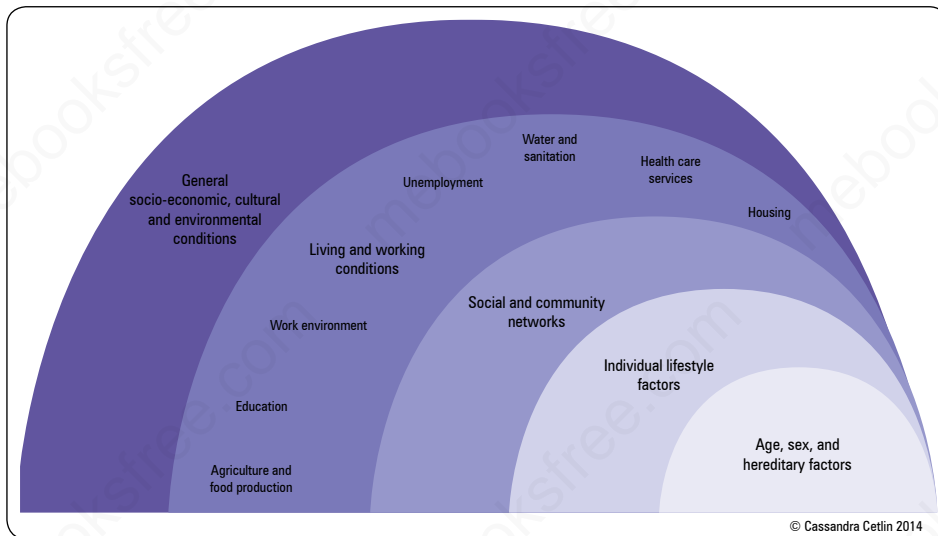 General
socio-economic, cultural
and environmental
conditions
Living and working
conditions
Agriculture and
food production
Education
Work environment
Unemployment
Water and
sanitation
Health care
services
Housing
Social and community
networks
Individual lifestyle
factors
Age, sex, and
hereditary factors
© Cassandra Cetlin 2014
mebooksfree.com